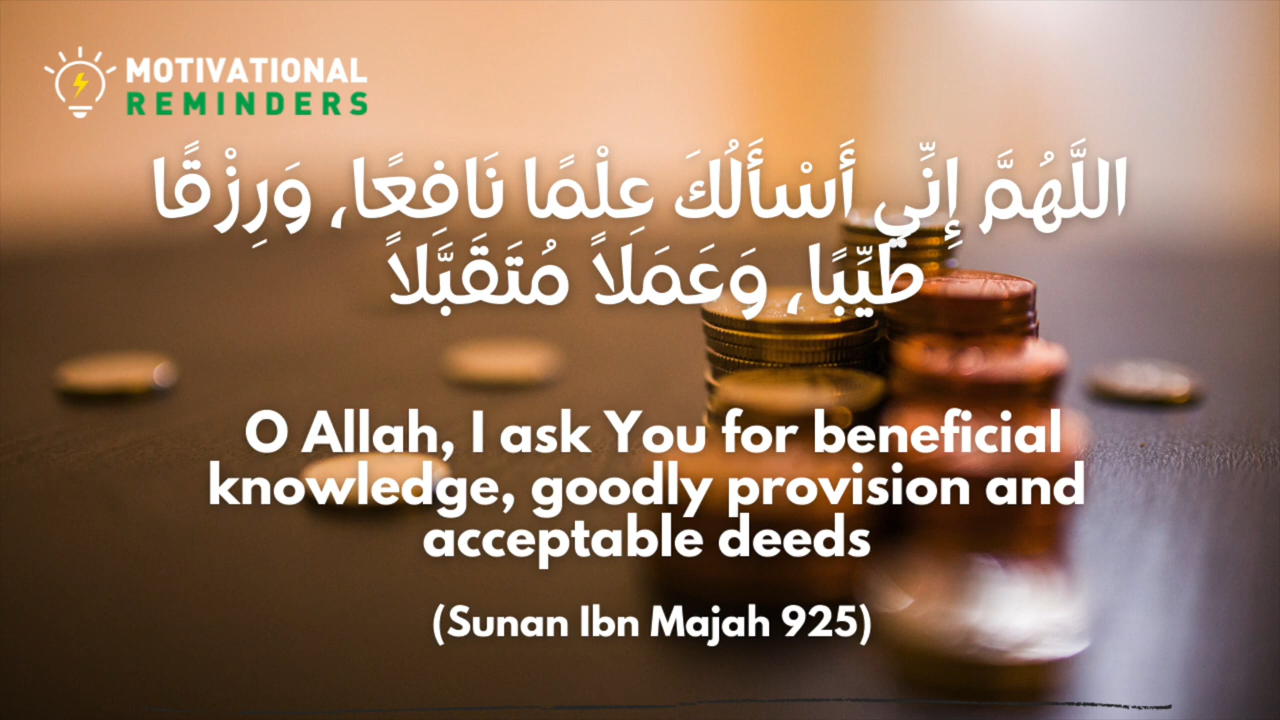 MOTIVATIONAL
REMINDERS
اللَّهُمَّ إِنِّي أَسْأَلُكَ عِلْمًا نَافِعًا، وَرِزْقًا
طَيِّبًا، وَعَمَلاً مُتَقَبَّلاً
O Allah, I ask You for beneficial
knowledge, goodly provision and
acceptable deeds
(Sunan Ibn Majah 925)